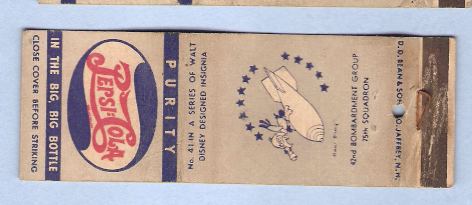 CLOSE COVER BEFORE STRIKING
IN THE BIG, BIG BOTTLE
PEPSI-COLA
PURITY
No. 41 IN A SERIES OF WALT
DISNEY DESIGNED INSIGNIA
42nd BOMBARDMENT GROUP
75th SQUADRON
D. D. BEAN & SONS CO., JAFFREY, N.H.